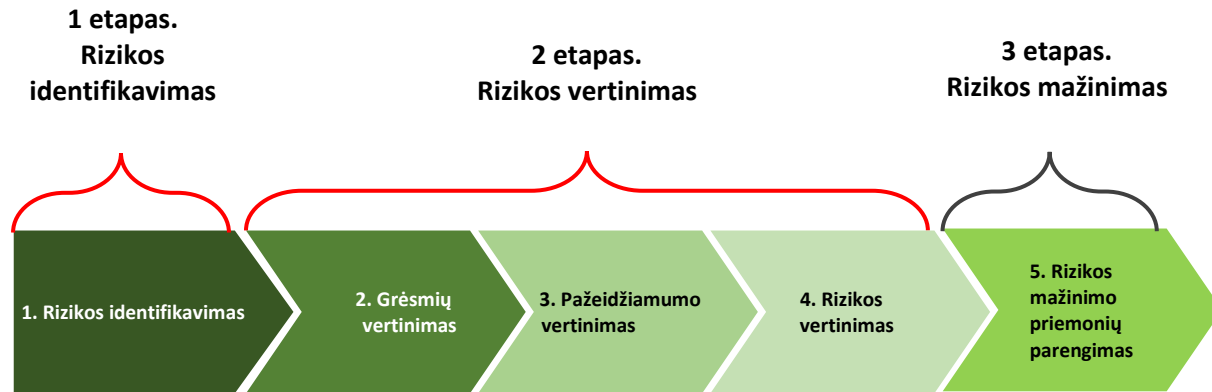 1 etapas.
Rizikos
identifikavimas
2 etapas.
Rizikos vertinimas
3 etapas.
Rizikos mažinimas
1. Rizikos identifikavimas
2. Grėsmių
vertinimas
3. Pažeidžiamumo
vertinimas
4. Rizikos
vertinimas
5. Rizikos
mažinimo
priemonių
parengimas